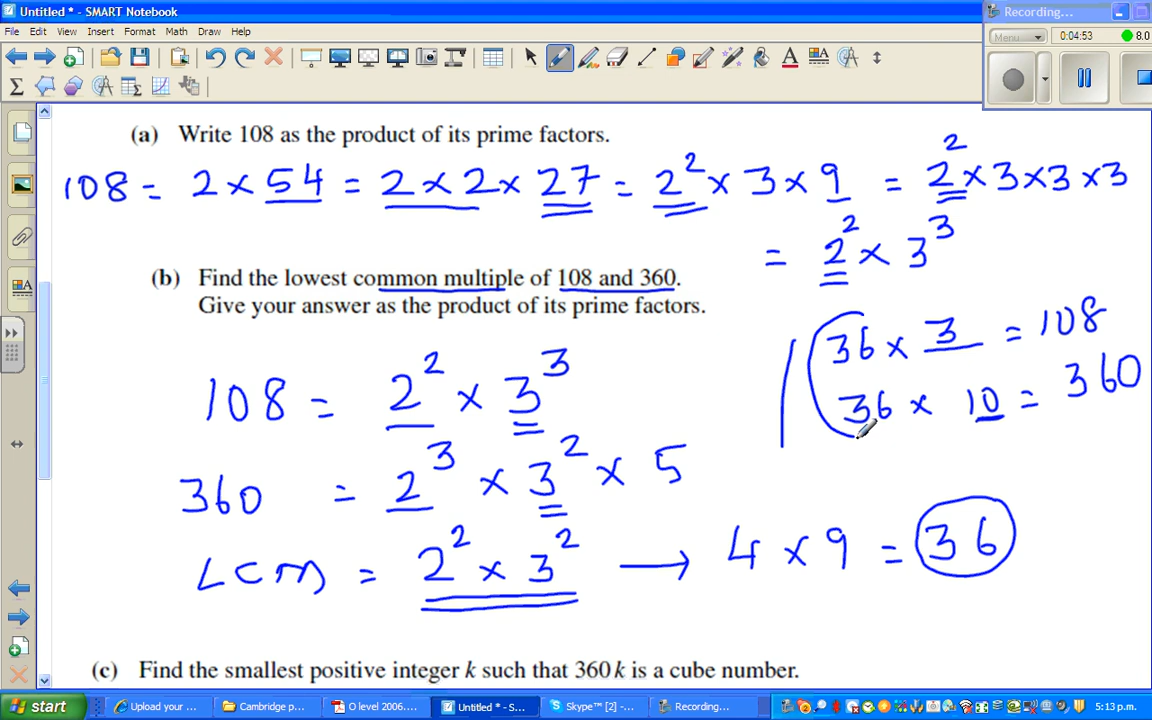 Untitled * - SMART Notebook
Recording...
File Edit View Insert Format Math Draw Help
Menu
0:04:53
8.0
(a) Write 108 as the product of its prime factors.
108 = 2 × 54 = 2 × 2 × 27 = 2² × 3 × 9 = 2² × 3 × 3 × 3
= 2² × 3³
(b) Find the lowest common multiple of 108 and 360.
Give your answer as the product of its prime factors.
36 × 3 = 108
36 × 10 = 360
108 = 2² × 3³
360 = 2³ × 3² × 5
LCM = 2² × 3² → 4 × 9 = 36
(c) Find the smallest positive integer k such that 360k is a cube number.
start
Upload your ...
Cambridge p...
O level 2006....
Untitled * - S...
Skype™ [2] -...
Recording...
5:13 p.m.